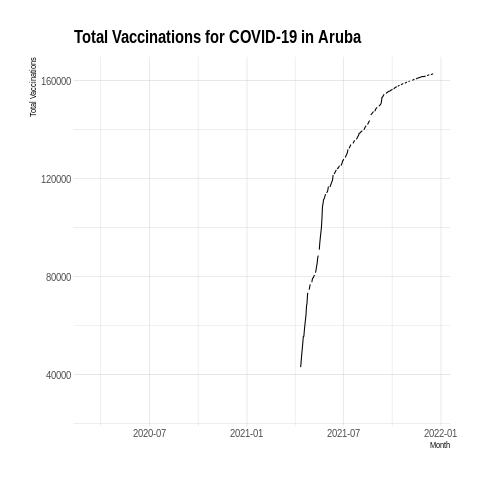 Total Vaccinations for COVID-19 in Aruba
Total Vaccinations
160000
120000
80000
40000
2020-07 2021-01 2021-07 2022-01
Month